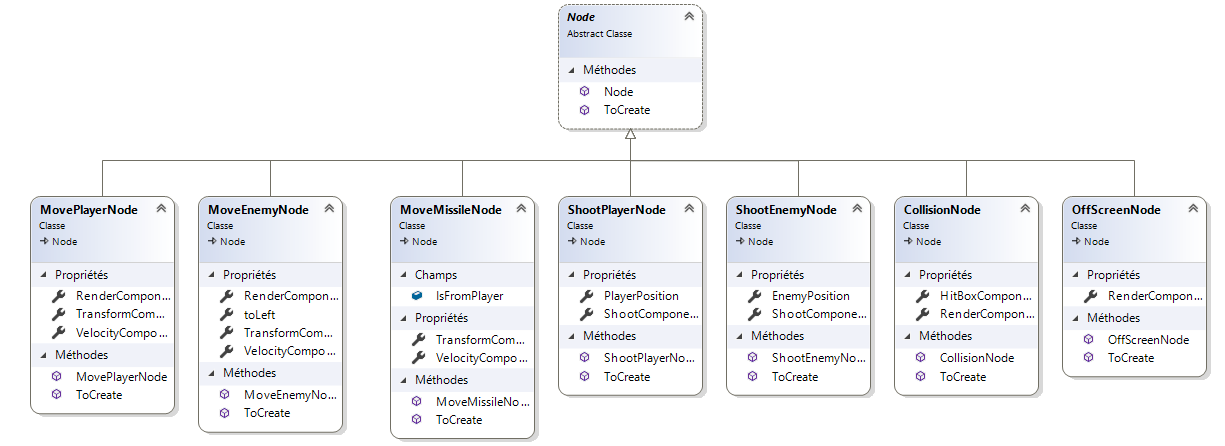 Node
Abstract Classe
Méthodes
Node
ToCreate
MovePlayerNode
Classe
Node
Propriétés
RenderCompon...
TransformCom...
VelocityCompo...
Méthodes
MovePlayerNode
ToCreate
MoveEnemyNode
Classe
Node
Propriétés
RenderCompon...
toLeft
TransformCom...
VelocityCompo...
Méthodes
MoveEnemyNo...
ToCreate
MoveMissileNode
Classe
Node
Champs
IsFromPlayer
Propriétés
TransformCom...
VelocityCompo...
Méthodes
MoveMissileNo...
ToCreate
ShootPlayerNode
Classe
Node
Propriétés
PlayerPosition
ShootCompone...
Méthodes
ShootPlayerNo...
ToCreate
ShootEnemyNode
Classe
Node
Propriétés
EnemyPosition
ShootCompone...
Méthodes
ShootEnemyNo...
ToCreate
CollisionNode
Classe
Node
Propriétés
HitBoxCompon...
RenderCompon...
Méthodes
CollisionNode
ToCreate
OffScreenNode
Classe
Node
Propriétés
RenderCompon...
Méthodes
OffScreenNode
ToCreate